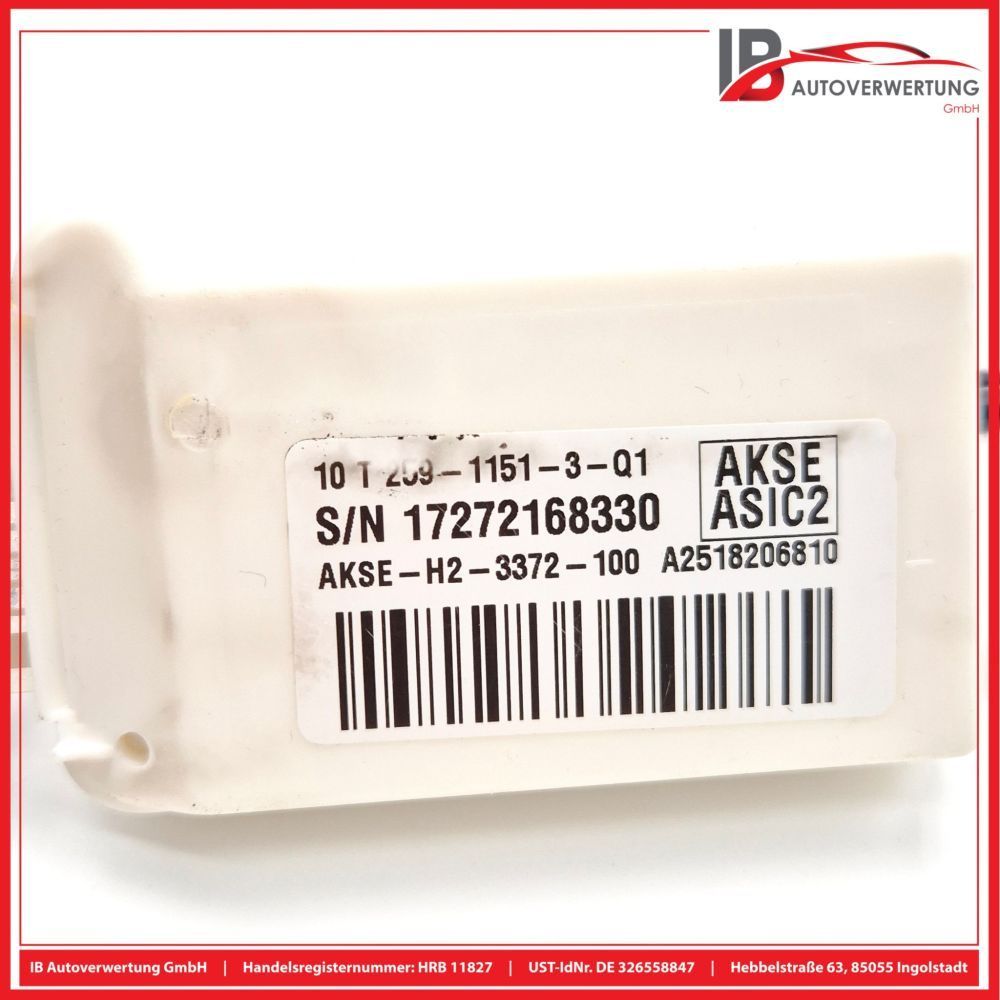 IB
AUTOVERWERTUNG
GmbH
10 T 259-1151-3-Q1
AKSE
ASIC2
S/N 17272168330
AKSE-H2-3372-100 A2518206810
IB Autoverwertung GmbH | Handelsregisternummer: HRB 11827 | UST-IdNr. DE 326558847 | Hebbelstraße 63, 85055 Ingolstadt